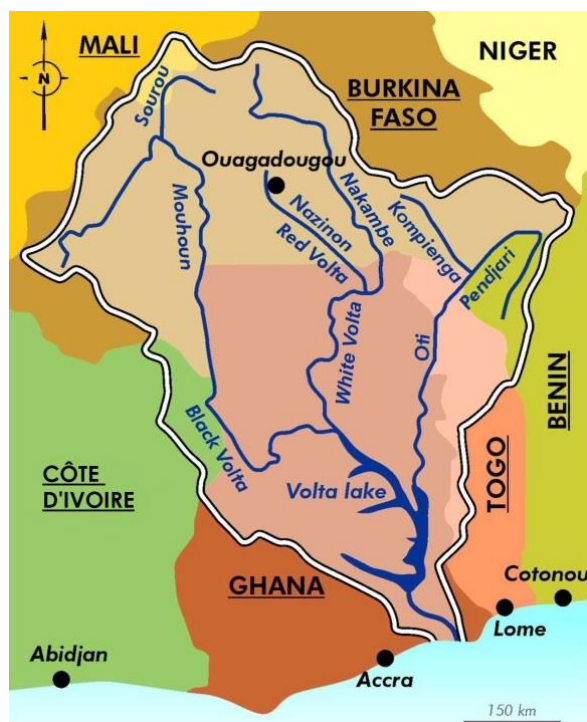 MALI
NIGER
BURKINA
FASO
N
Sourou
Ouagadougou
Mouhoun
Nazinon
Red Volta
Nakambe
Kompienga
Pendjari
White Volta
Oti
BENIN
Black Volta
TOGO
CÔTE
D'IVOIRE
Volta lake
GHANA
Cotonou
Lome
Abidjan
Accra
150 km